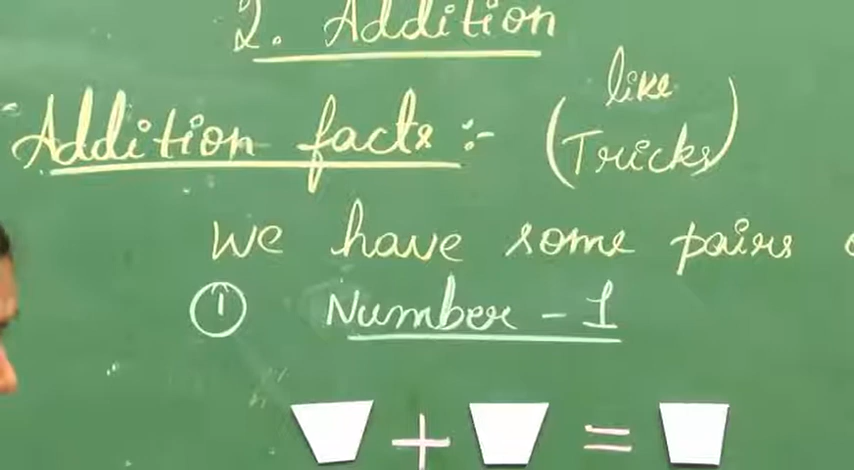 2. Addition
Addition facts :- (like Tricks)
We have some pairs
① Number - 1
+ =